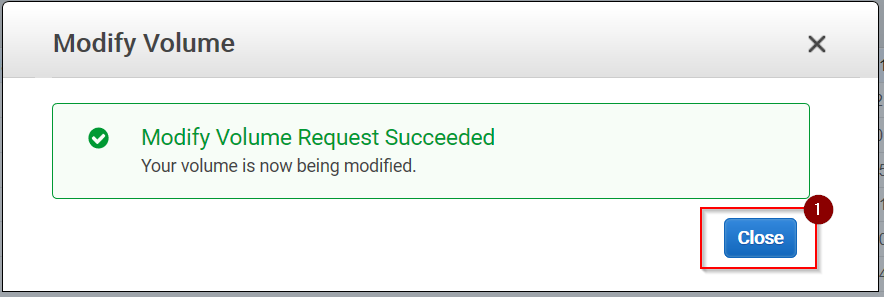 Modify Volume
Modify Volume Request Succeeded
Your volume is now being modified.
1
Close